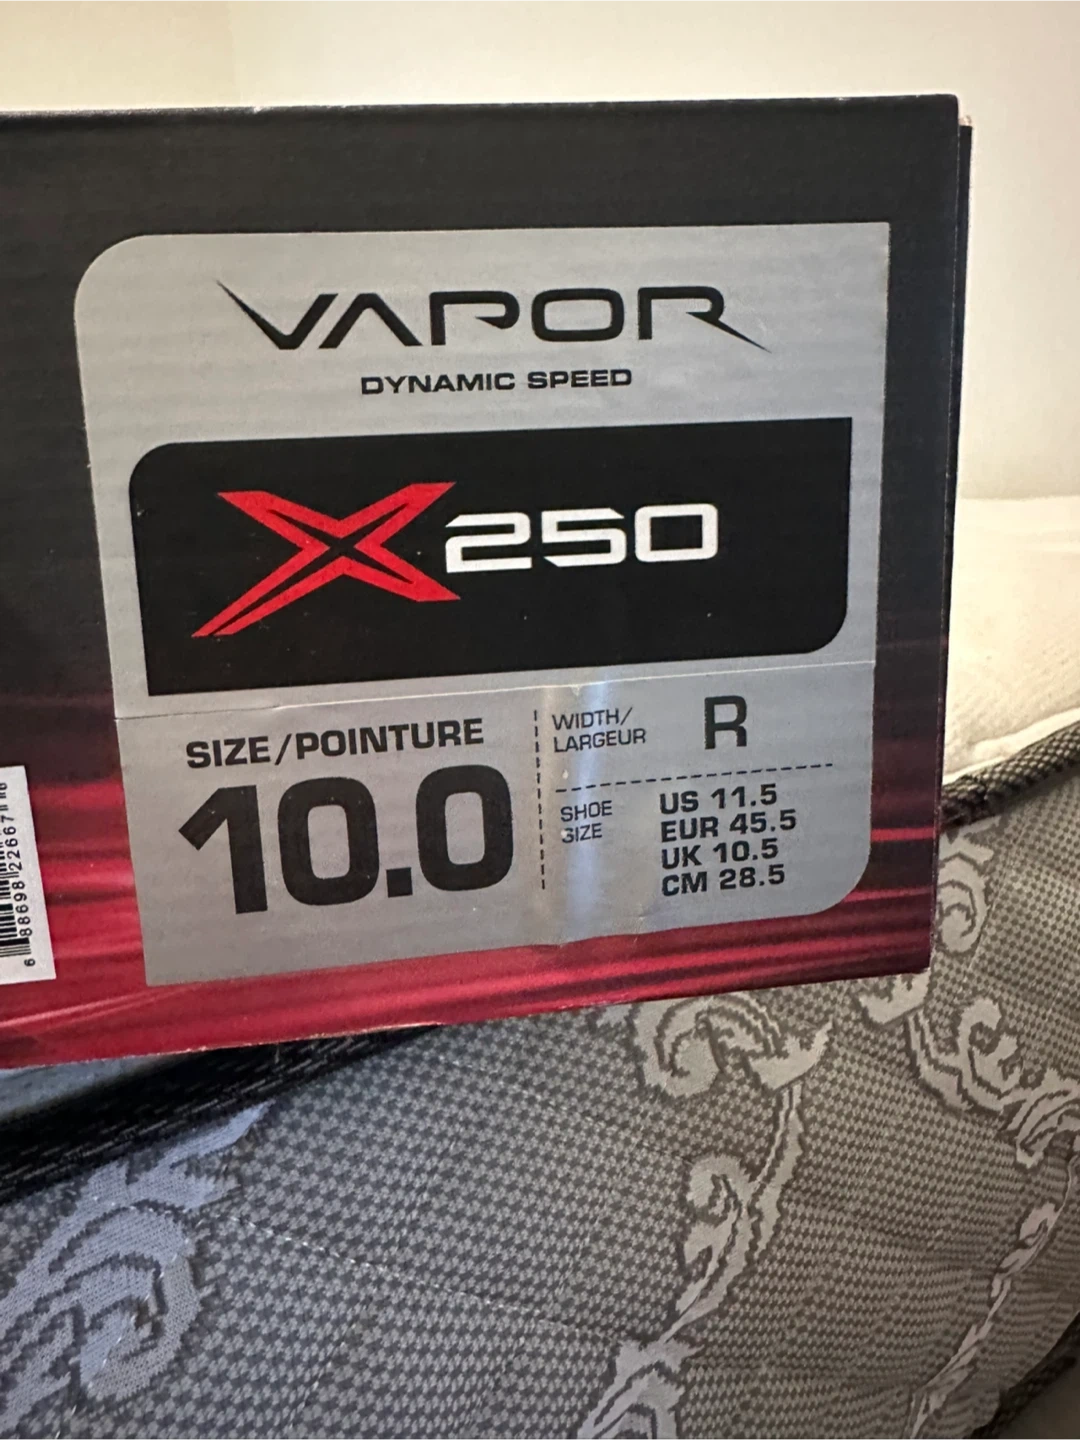 VAPOR
DYNAMIC SPEED
X250
SIZE/POINTURE
10.0
WIDTH/
LARGEUR
R
SHOE
SIZE
US 11.5
EUR 45.5
UK 10.5
CM 28.5